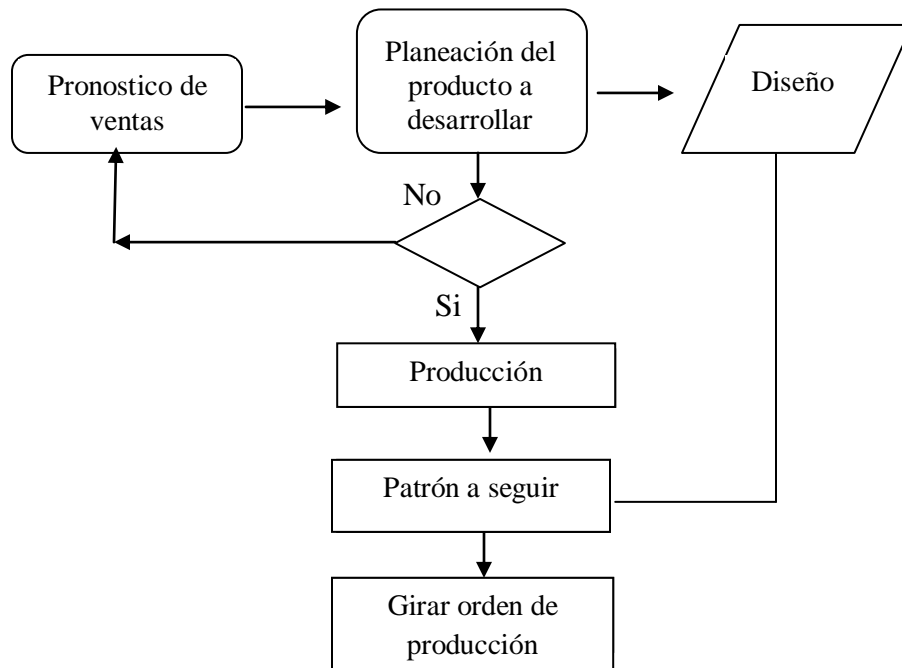 Pronostico de
ventas
Planeación del
producto a
desarrollar
Diseño
No
Si
Producción
Patrón a seguir
Girar orden de
producción